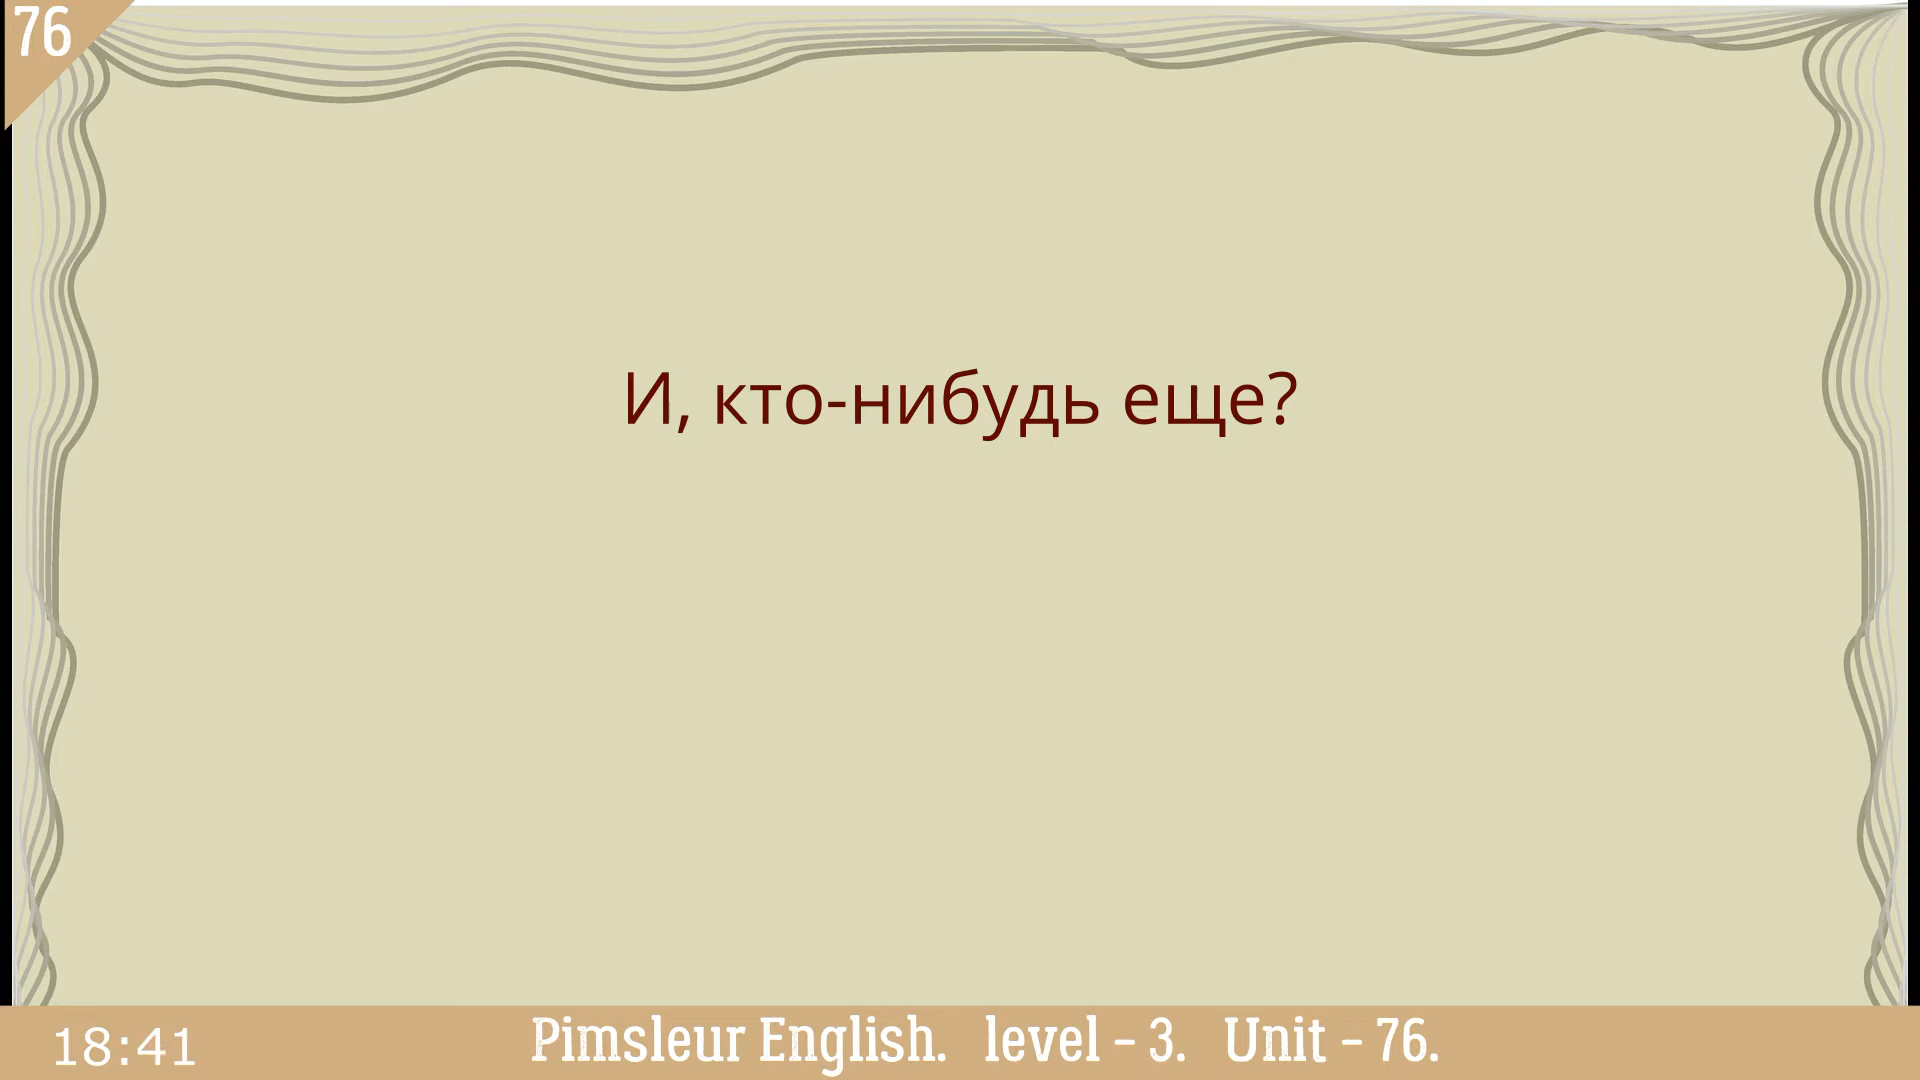 76
И, кто-нибудь еще?
18:41
Pimsleur English. level - 3. Unit - 76.